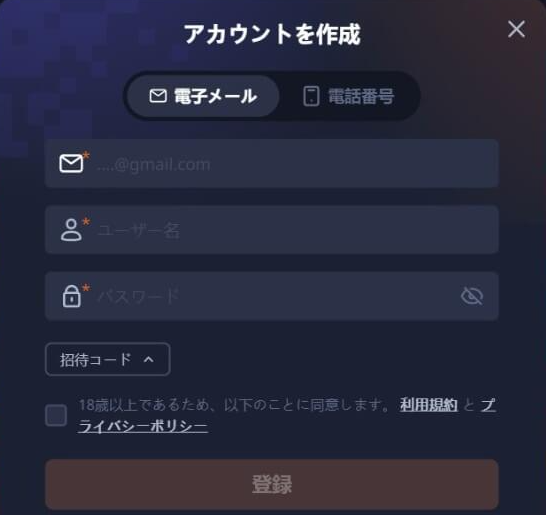 アカウントを作成
電子メール 電話番号
* ....@gmail.com
* ユーザー名
* パスワード
招待コード
18歳以上であるため、以下のことに同意します。 利用規約 と プ
ライバシーポリシー
登録